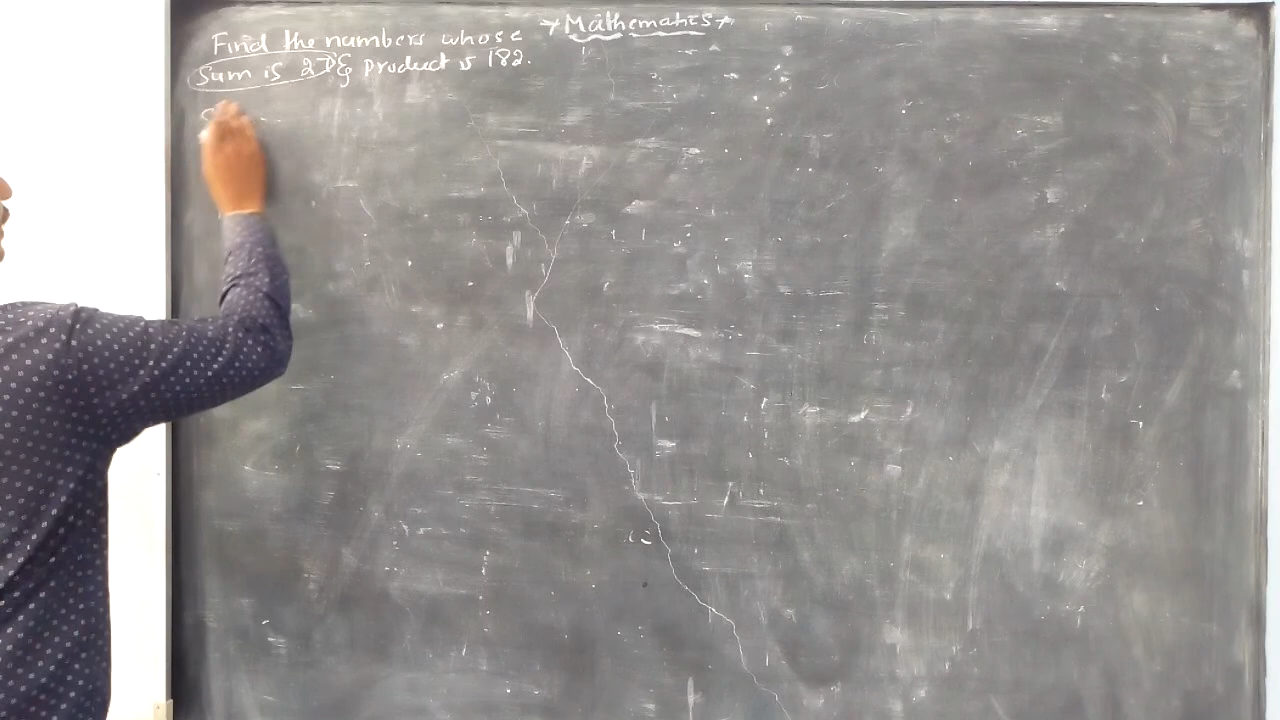 Mathematics
Find the numbers whose
Sum is 27 & product is 182.